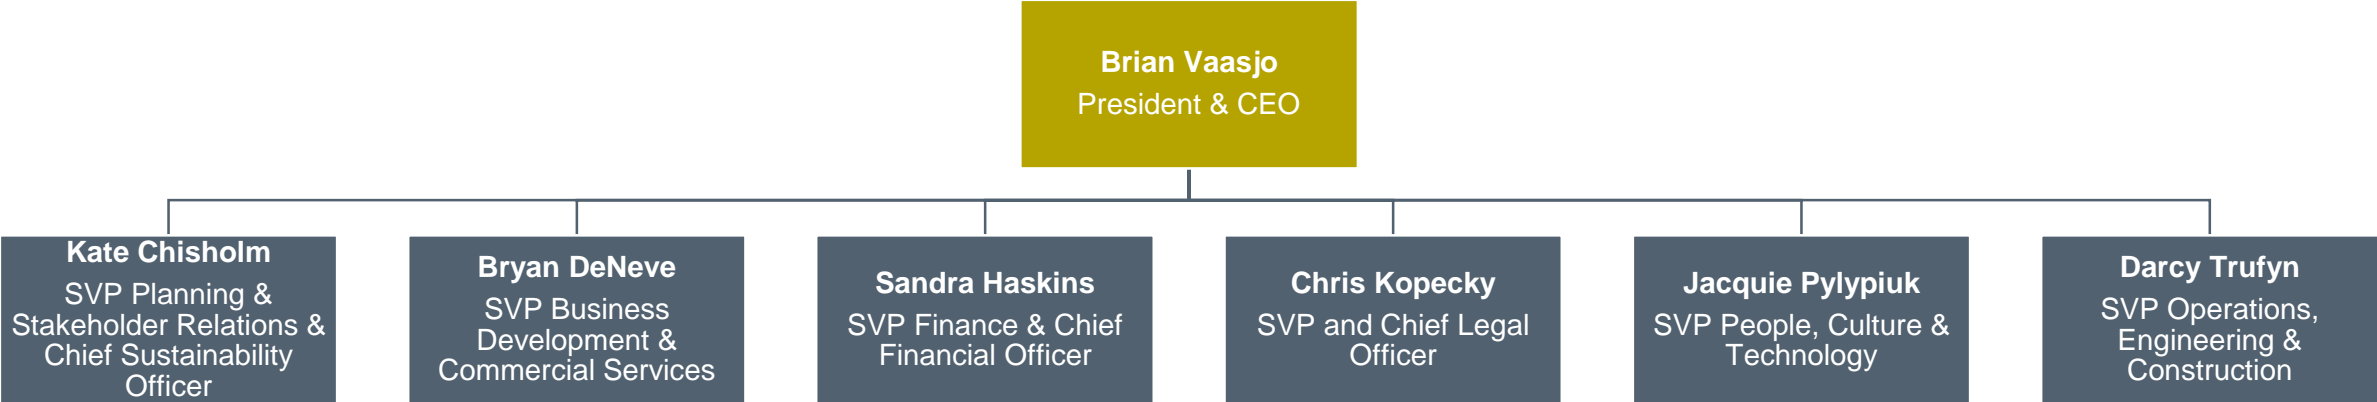 Brian Vaasjo
President & CEO
Kate Chisholm
SVP Planning &
Stakeholder Relations &
Chief Sustainability
Officer
Bryan DeNeve
SVP Business
Development &
Commercial Services
Sandra Haskins
SVP Finance & Chief
Financial Officer
Chris Kopecky
SVP and Chief Legal
Officer
Jacquie Pylypiuk
SVP People, Culture &
Technology
Darcy Trufyn
SVP Operations,
Engineering &
Construction